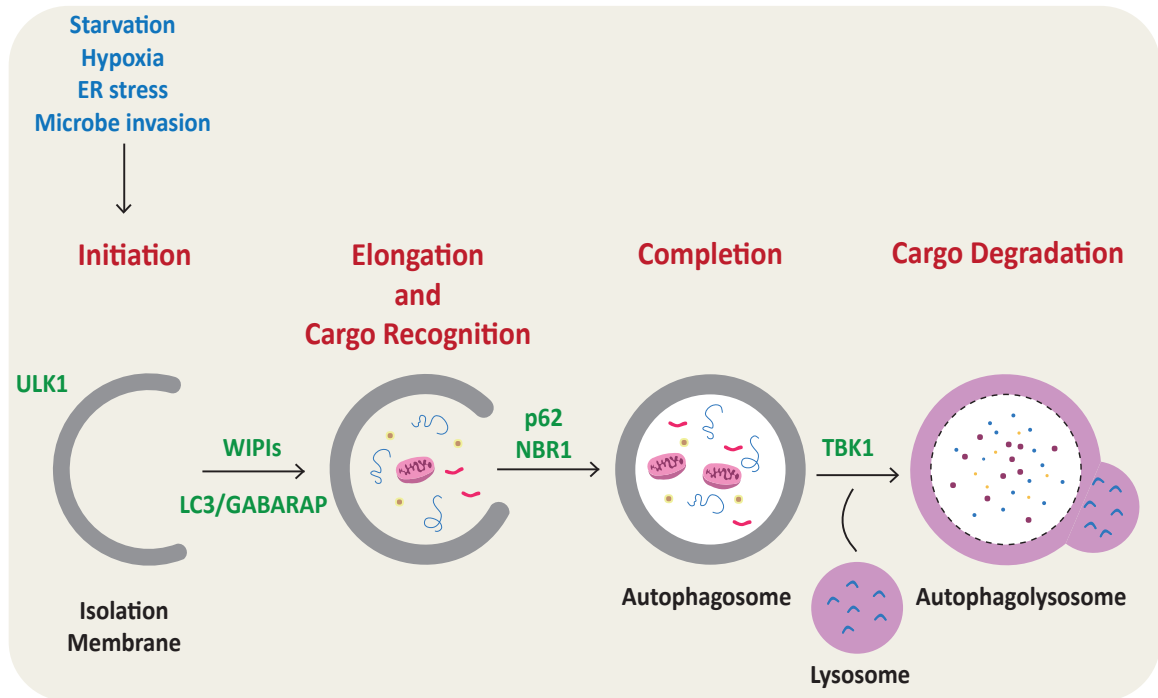 Starvation
Hypoxia
ER stress
Microbe invasion
Initiation
Elongation
and
Cargo Recognition
Completion
Cargo Degradation
ULK1
WIPIs
LC3/GABARAP
p62
NBR1
TBK1
Isolation
Membrane
Autophagosome
Lysosome
Autophagolysosome